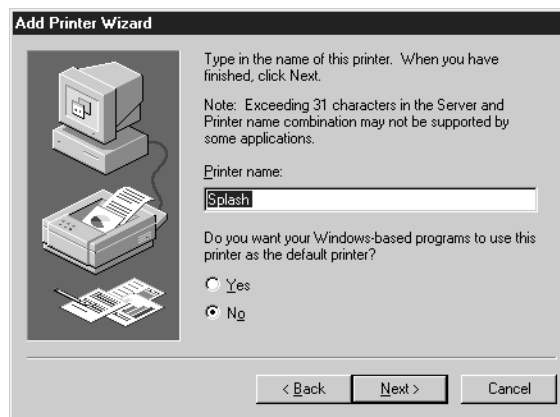 Add Printer Wizard
Type in the name of this printer.  When you have
finished, click Next.
Note:  Exceeding 31 characters in the Server and
Printer name combination may not be supported by
some applications.
Printer name:
Splash
Do you want your Windows-based programs to use this
printer as the default printer?
Yes
No
< Back
Next >
Cancel